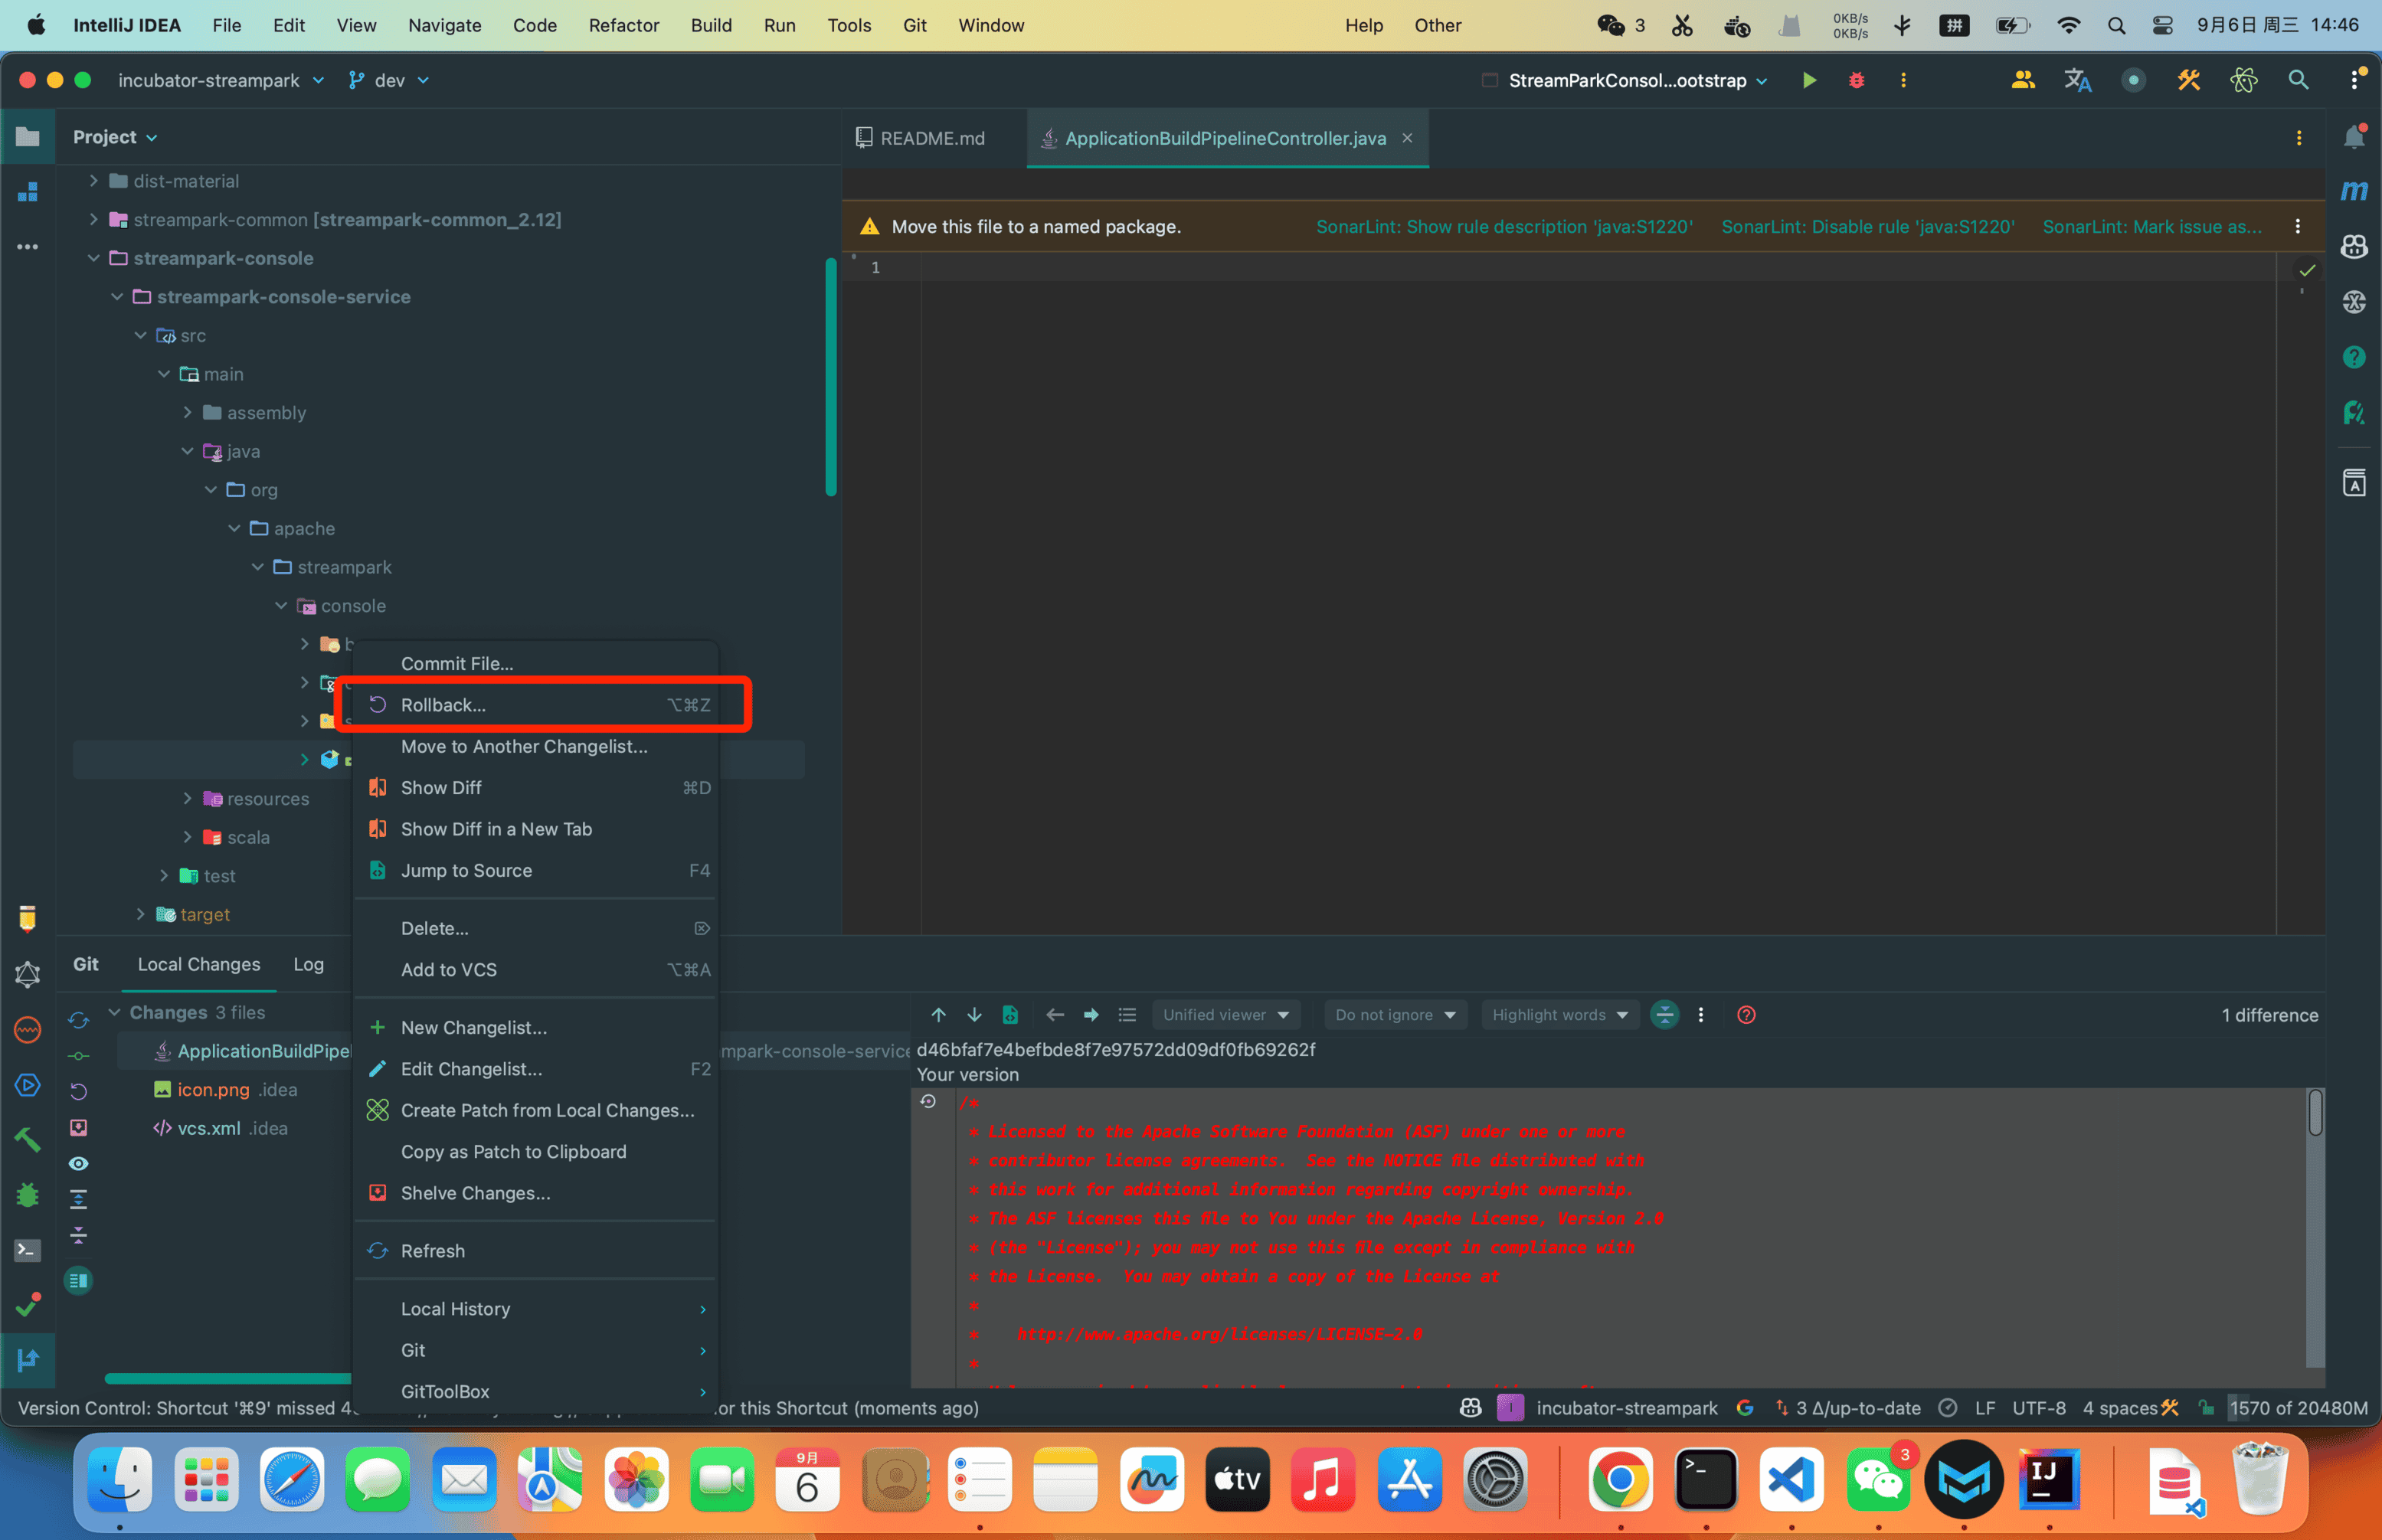 IntelliJ IDEA File Edit View Navigate Code Refactor Build Run Tools Git Window Help Other 3 0KB/s 0KB/s 拼 9月6日 周三 14:46
incubator-streampark dev StreamParkConsol...ootstrap
Project
README.md ApplicationBuildPipelineController.java
dist-material
streampark-common [streampark-common_2.12]
Move this file to a named package. SonarLint: Show rule description 'java:S1220' SonarLint: Disable rule 'java:S1220' SonarLint: Mark issue as...
streampark-console
1
streampark-console-service
src
main
assembly
java
org
apache
streampark
console
b
resources
scala
test
target
Commit File...
Rollback... ⌥⌘Z
Move to Another Changelist...
Show Diff ⌘D
Show Diff in a New Tab
Jump to Source F4
Delete...
Add to VCS ⌥⌘A
New Changelist...
Edit Changelist... F2
Create Patch from Local Changes...
Copy as Patch to Clipboard
Shelve Changes...
Refresh
Local History
Git
GitToolBox
Git Local Changes Log
Changes 3 files
ApplicationBuildPipel mpark-console-service
icon.png .idea
vcs.xml .idea
Unified viewer Do not ignore Highlight words 1 difference
d46bfaf7e4befbde8f7e97572dd09df0fb69262f
Your version
/*
* Licensed to the Apache Software Foundation (ASF) under one or more
* contributor license agreements.  See the NOTICE file distributed with
* this work for additional information regarding copyright ownership.
* The ASF licenses this file to You under the Apache License, Version 2.0
* (the "License"); you may not use this file except in compliance with
* the License.  You may obtain a copy of the License at
*
*    http://www.apache.org/licenses/LICENSE-2.0
*
Version Control: Shortcut '⌘9' missed or this Shortcut (moments ago) incubator-streampark 3 Δ/up-to-date LF UTF-8 4 spaces 1570 of 20480M
9月
6
tv
3
IJ